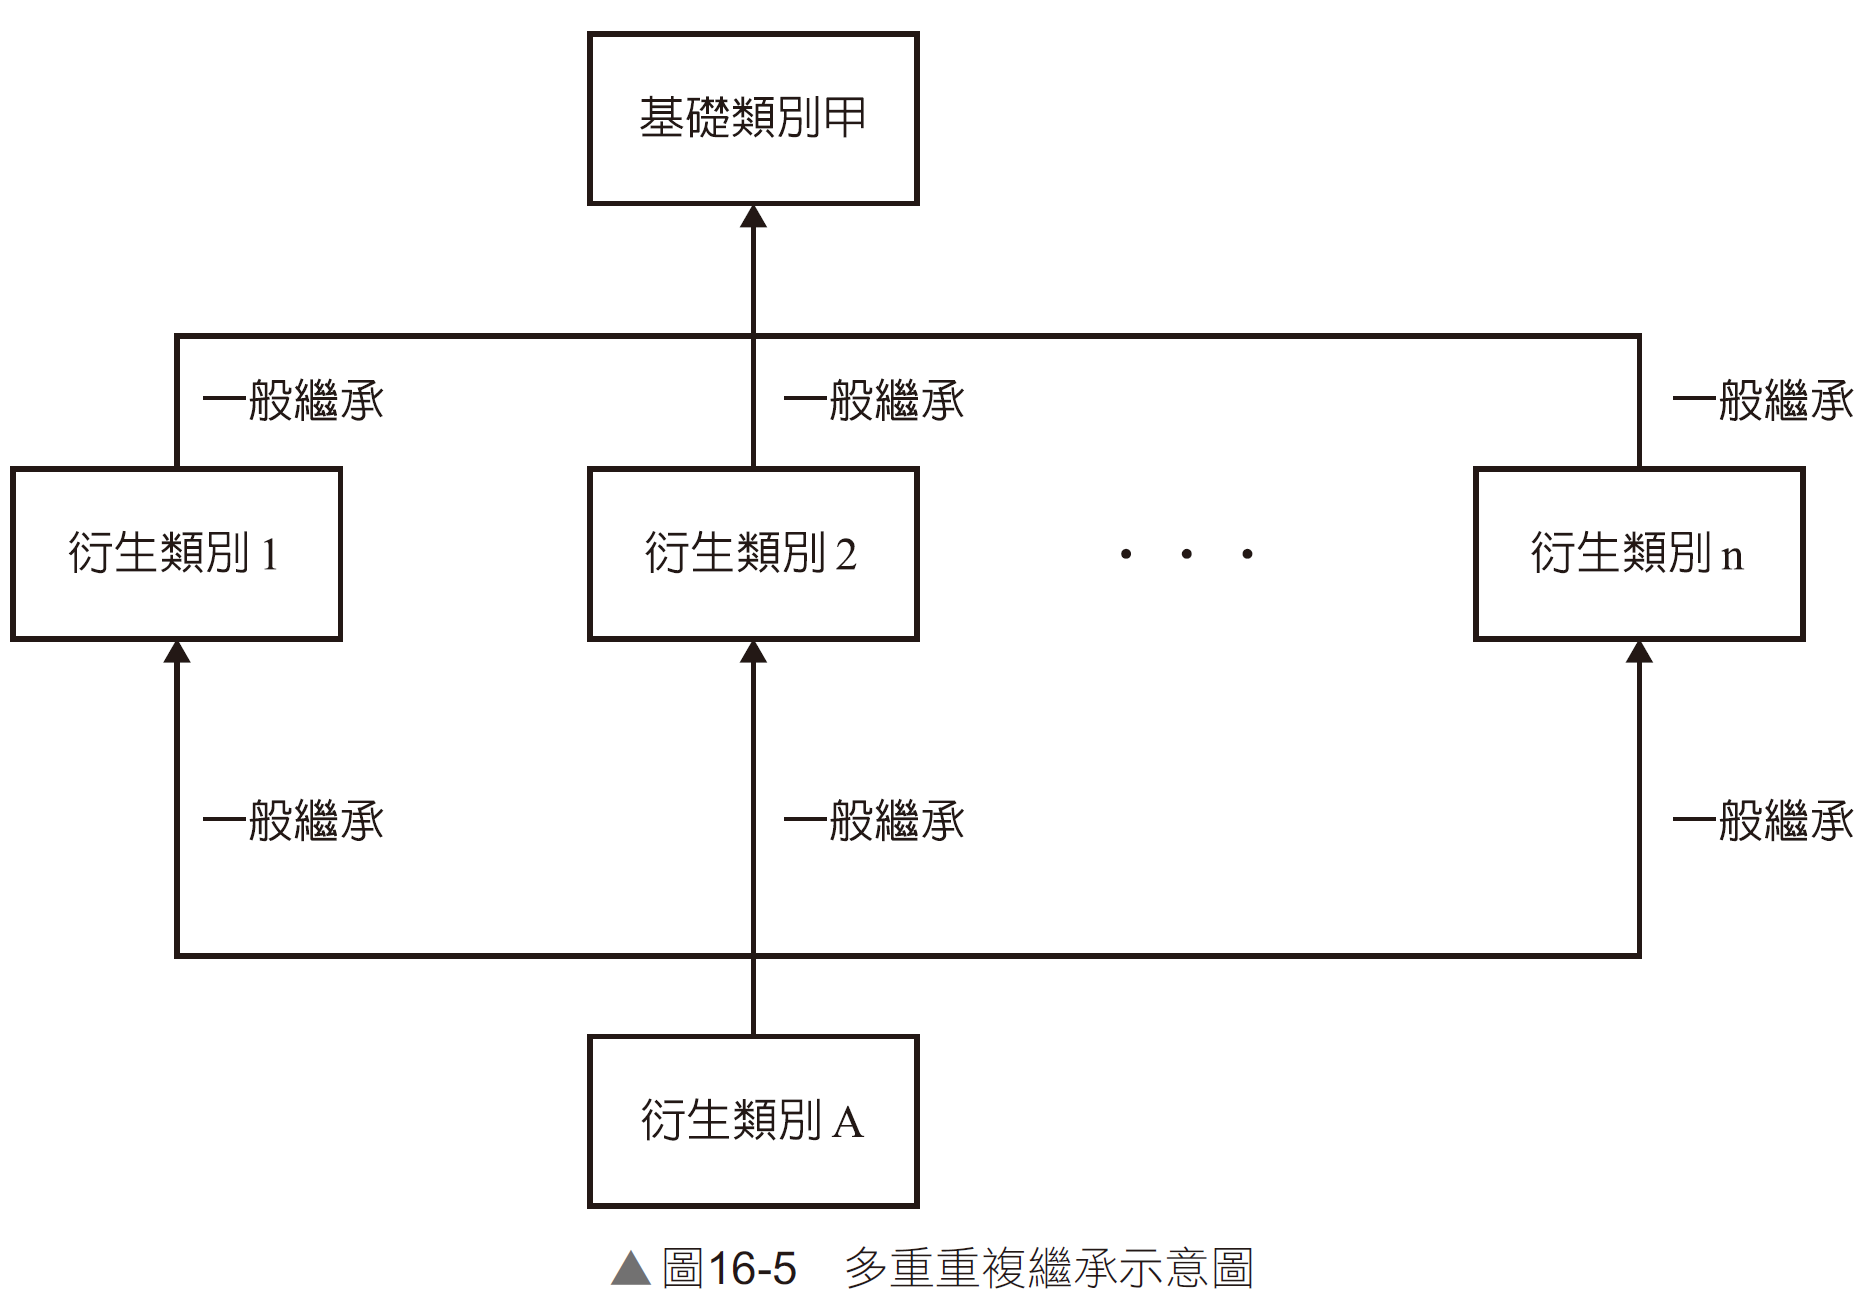 基礎類別甲
一般繼承
一般繼承
一般繼承
衍生類別 1
衍生類別 2
· · ·
衍生類別 n
一般繼承
一般繼承
一般繼承
衍生類別 A
▲圖16-5　多重重複繼承示意圖